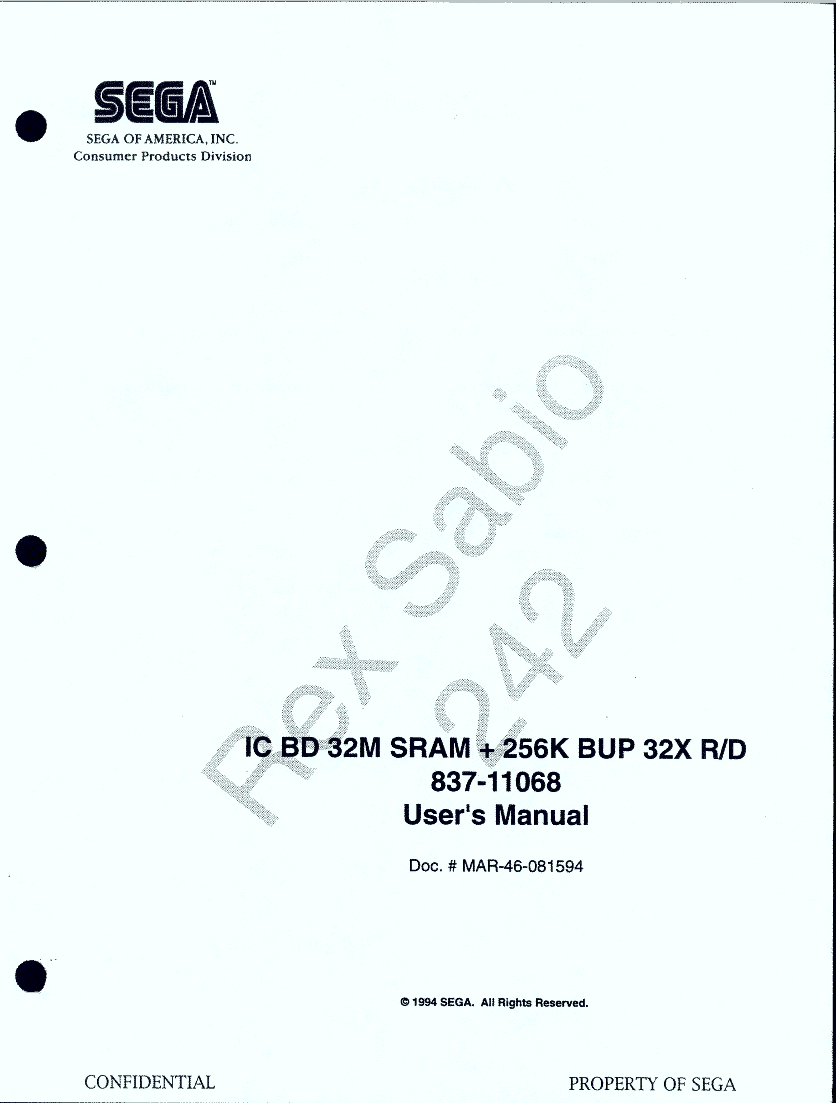 SEGA™
SEGA OF AMERICA, INC.
Consumer Products Division
Rex Sabio
242
IC BD 32M SRAM + 256K BUP 32X R/D
837-11068
User's Manual
Doc. # MAR-46-081594
© 1994 SEGA. All Rights Reserved.
CONFIDENTIAL
PROPERTY OF SEGA